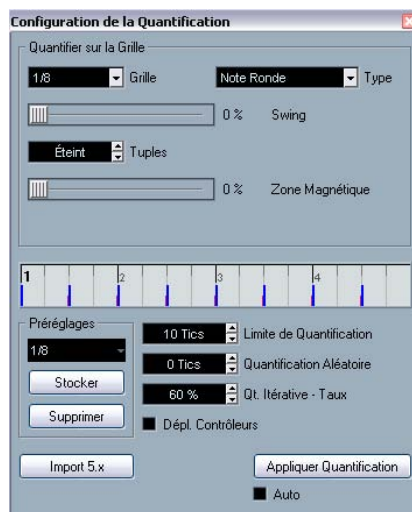 Configuration de la Quantification
Quantifier sur la Grille
1/8 Grille Note Ronde Type
0 % Swing
Éteint Tuples
0 % Zone Magnétique
1 2 3 4
Préréglages
1/8
Stocker
Supprimer
10 Tics Limite de Quantification
0 Tics Quantification Aléatoire
60 % Qt. Itérative - Taux
Dépl. Contrôleurs
Import 5.x Appliquer Quantification
Auto